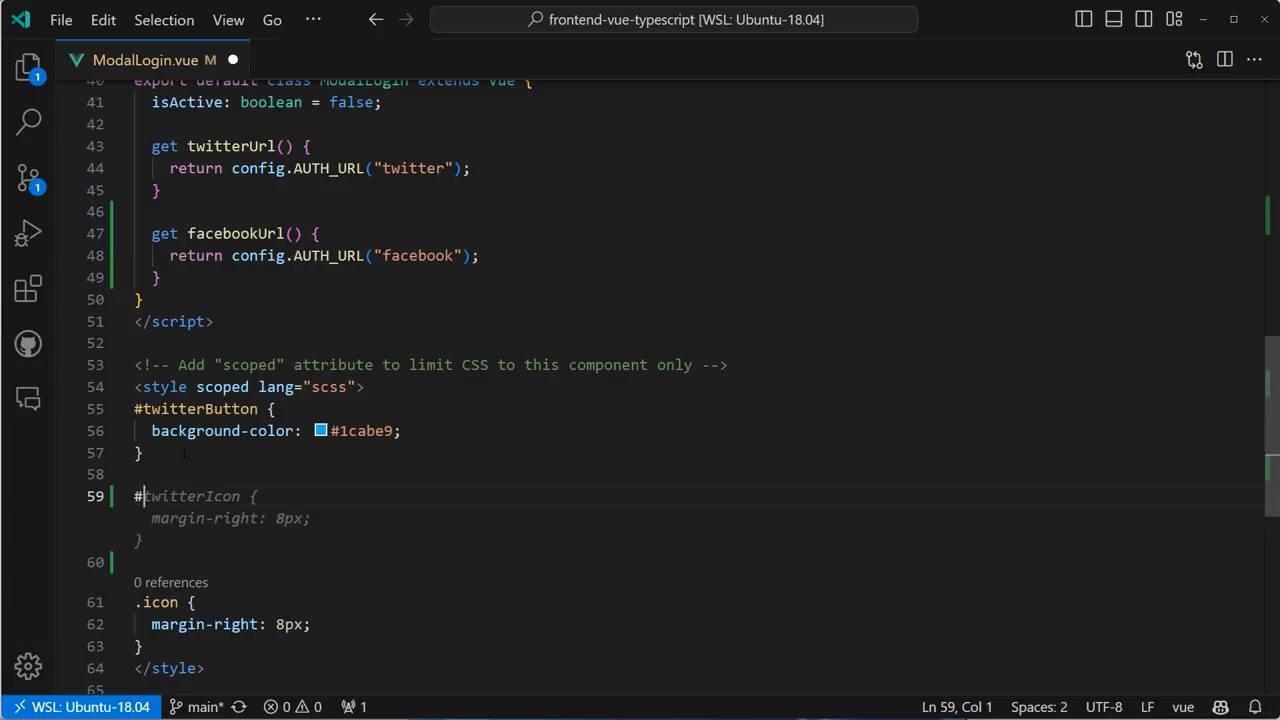 File Edit Selection View Go ··· frontend-vue-typescript [WSL: Ubuntu-18.04]
ModalLogin.vue M
40 export default class ModalLogin extends Vue {
41 isActive: boolean = false;
42
43 get twitterUrl() {
44 return config.AUTH_URL("twitter");
45 }
46
47 get facebookUrl() {
48 return config.AUTH_URL("facebook");
49 }
50 }
51 </script>
52
53 <!-- Add "scoped" attribute to limit CSS to this component only -->
54 <style scoped lang="scss">
55 #twitterButton {
56 background-color: #1cabe9;
57 }
58
59 #twitterIcon {
margin-right: 8px;
}
60
0 references
61 .icon {
62 margin-right: 8px;
63 }
64 </style>
65
1
1
WSL: Ubuntu-18.04 main* 0 0 1 Ln 59, Col 1 Spaces: 2 UTF-8 LF vue